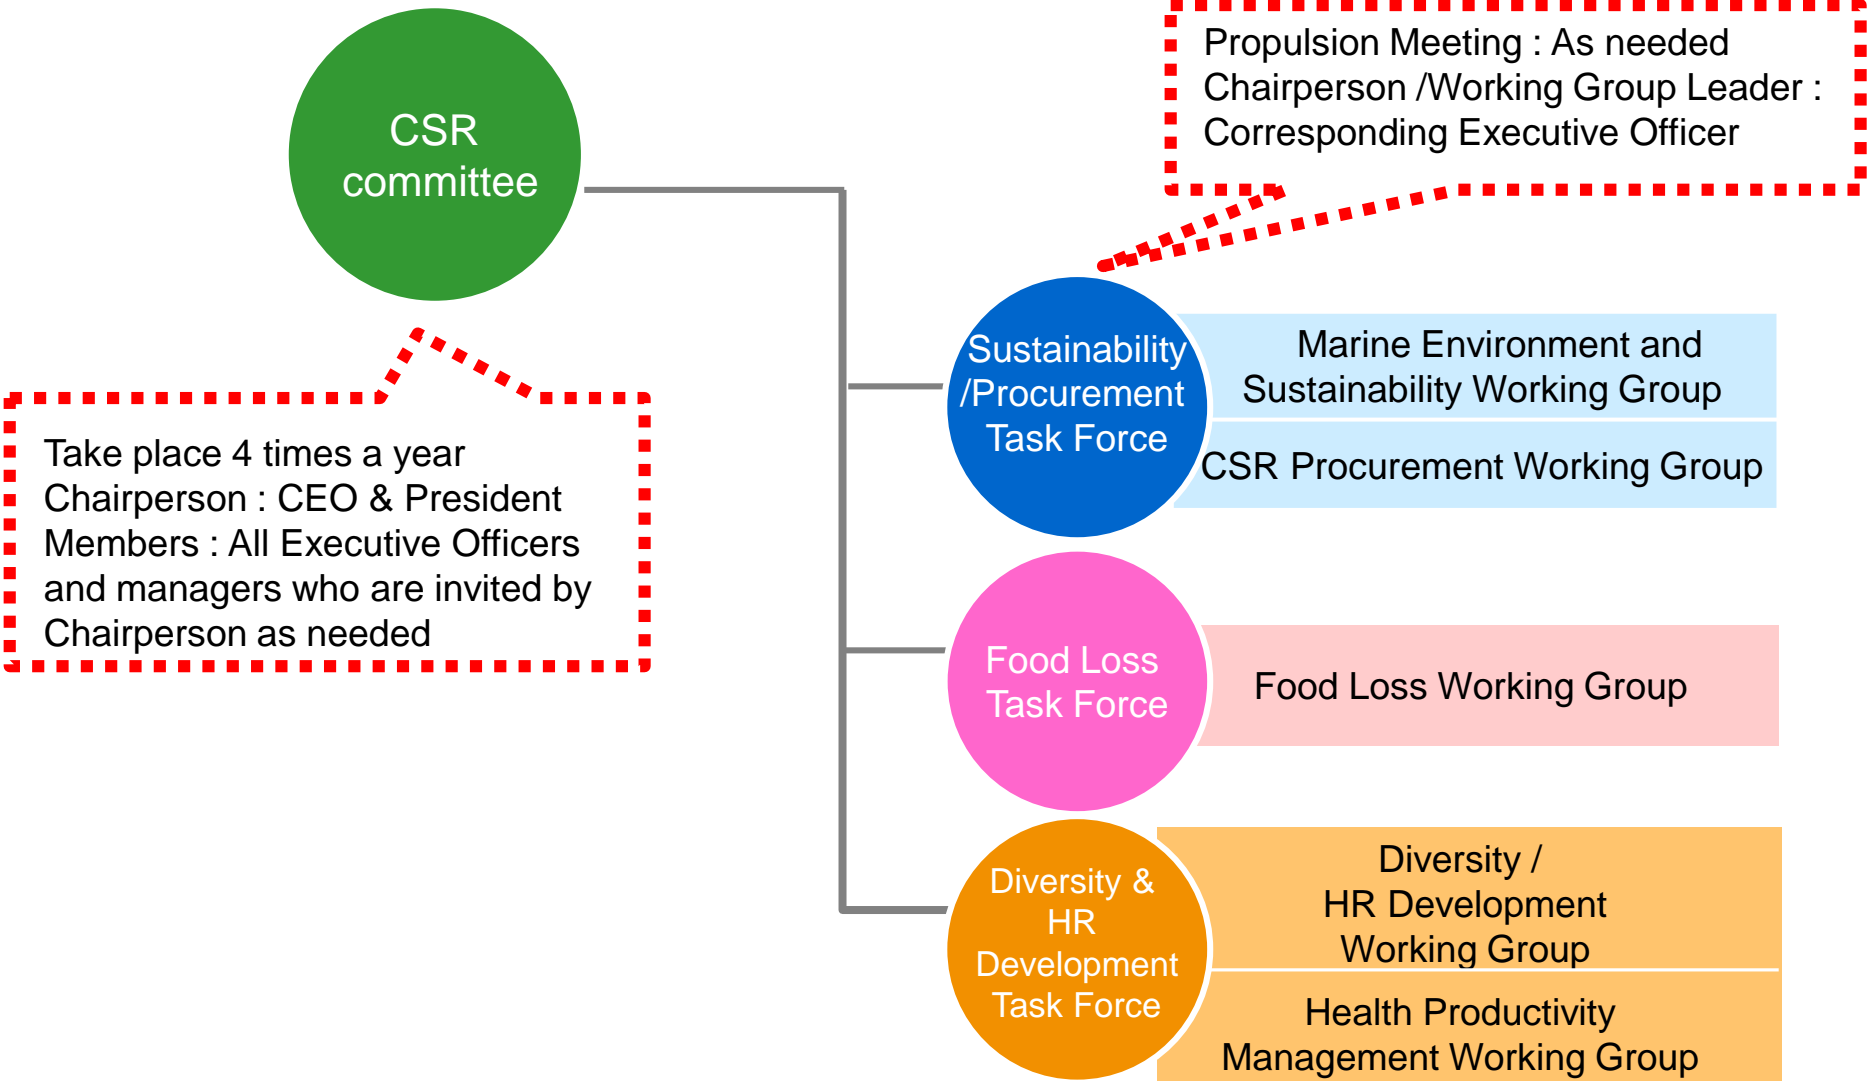 CSR
committee
Propulsion Meeting : As needed
Chairperson /Working Group Leader :
Corresponding Executive Officer
Take place 4 times a year
Chairperson : CEO & President
Members : All Executive Officers
and managers who are invited by
Chairperson as needed
Sustainability
/Procurement
Task Force
Marine Environment and
Sustainability Working Group
CSR Procurement Working Group
Food Loss
Task Force
Food Loss Working Group
Diversity &
HR
Development
Task Force
Diversity /
HR Development
Working Group
Health Productivity
Management Working Group